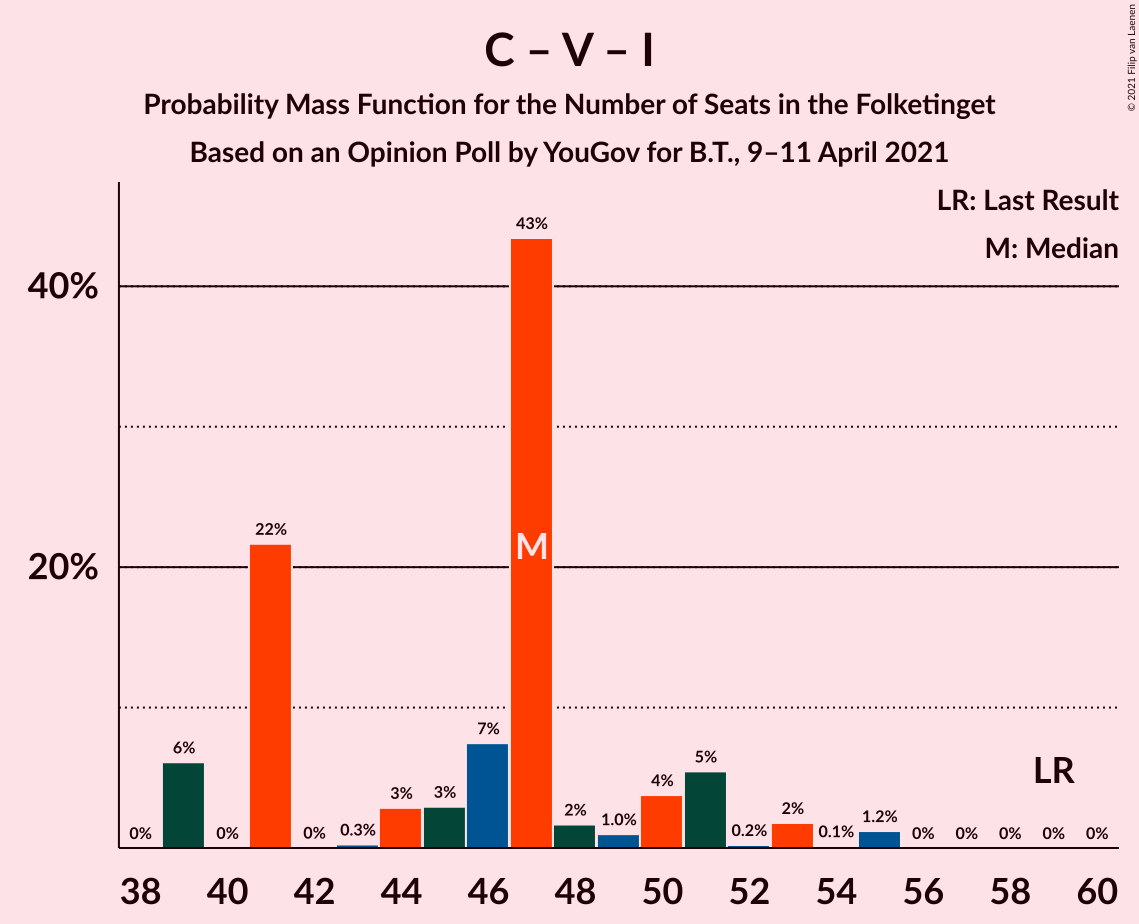 C – V – I
Probability Mass Function for the Number of Seats in the Folketinget
Based on an Opinion Poll by YouGov for B.T., 9–11 April 2021
© 2021 Filip van Laenen
LR: Last Result
M: Median
40%
20%
0%
6%
0%
22%
0%
0.3%
3%
3%
7%
43%
M
2%
1.0%
4%
5%
0.2%
2%
0.1%
1.2%
0%
0%
0%
LR
0%
0%
38 40 42 44 46 48 50 52 54 56 58 60